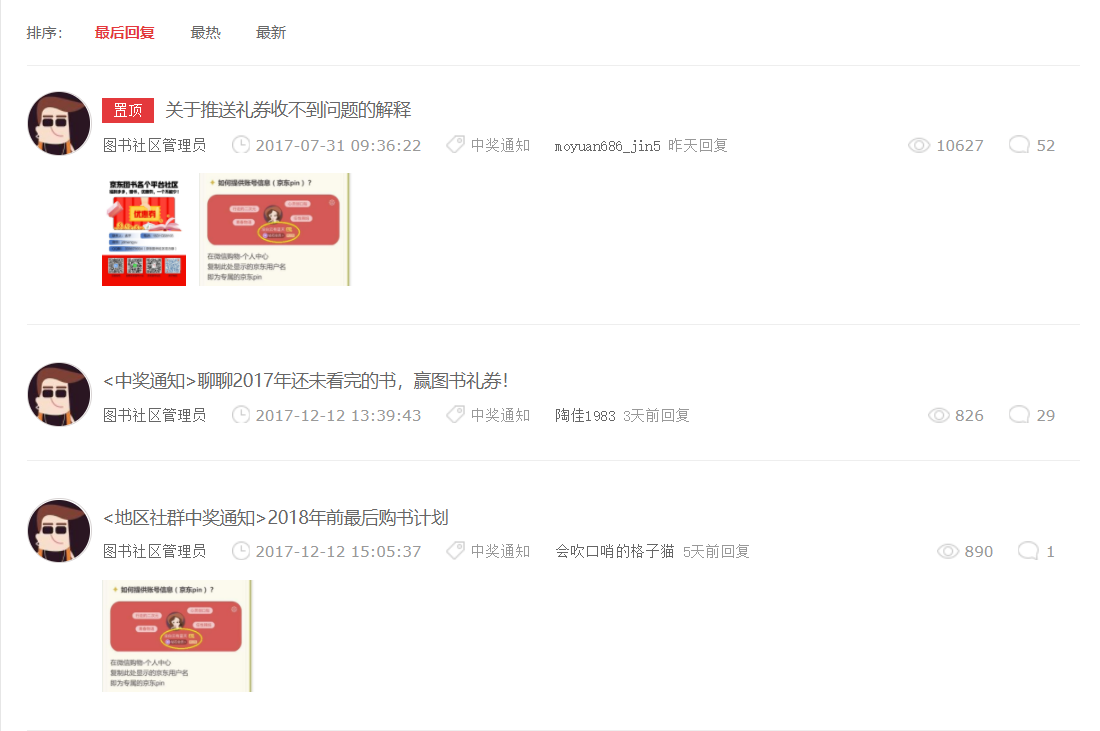 排序： 最后回复 最热 最新
置顶 关于推送礼券收不到问题的解释
图书社区管理员 2017-07-31 09:36:22 中奖通知 moyuan686_jin5 昨天回复 10627 52
京东图书各个平台社区
优惠券
如何提供账号信息（京东pin）？
在微信购物-个人中心
复制此处显示的京东用户名
即为专属的京东pin
<中奖通知>聊聊2017年还未看完的书，赢图书礼券！
图书社区管理员 2017-12-12 13:39:43 中奖通知 陶佳1983 3天前回复 826 29
<地区社群中奖通知>2018年前最后购书计划
图书社区管理员 2017-12-12 15:05:37 中奖通知 会吹口哨的格子猫 5天前回复 890 1
如何提供账号信息（京东pin）？
在微信购物-个人中心
复制此处显示的京东用户名
即为专属的京东pin